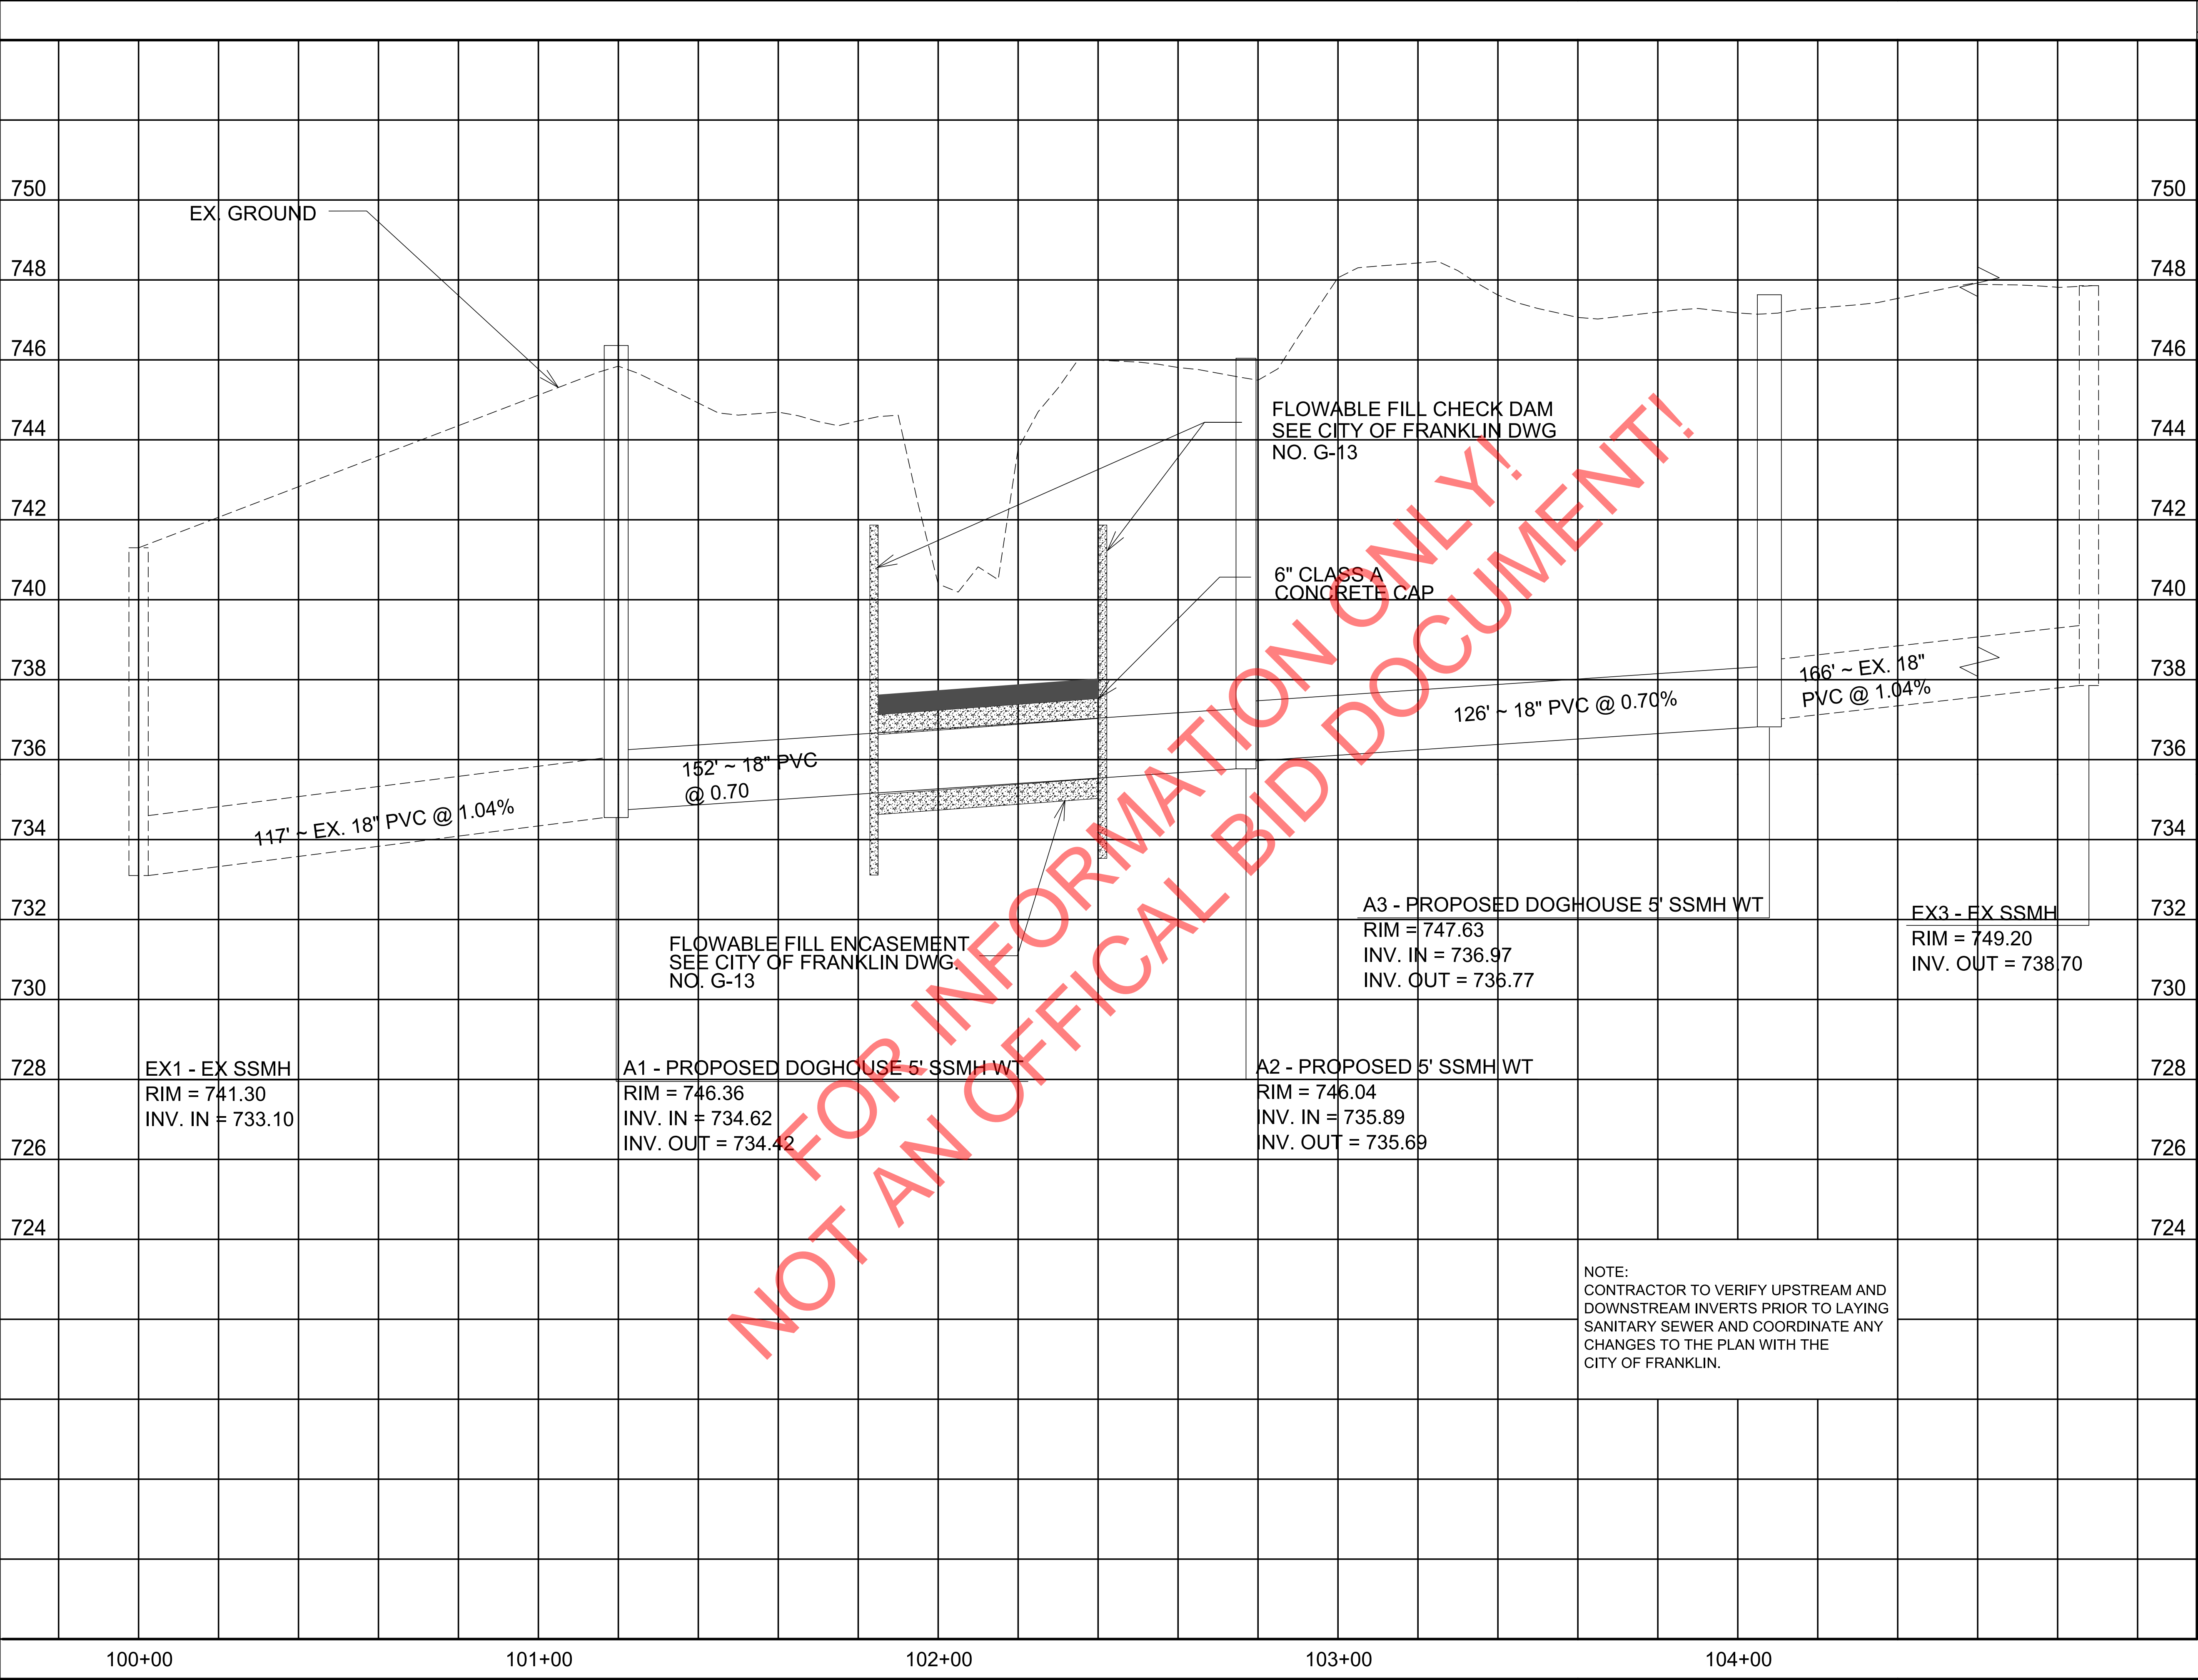 750
750
EX. GROUND
748
748
746
746
FLOWABLE FILL CHECK DAM
SEE CITY OF FRANKLIN DWG
NO. G-13
744
744
742
742
6" CLASS A
CONCRETE CAP
740
740
738
738
166' ~ EX. 18"
PVC @ 1.04%
126' ~ 18" PVC @ 0.70%
736
736
152' ~ 18" PVC
@ 0.70
117' ~ EX. 18" PVC @ 1.04%
734
734
732
732
A3 - PROPOSED DOGHOUSE 5' SSMH WT
RIM = 747.63
INV. IN = 736.97
INV. OUT = 736.77
EX3 - EX SSMH
RIM = 749.20
INV. OUT = 738.70
FLOWABLE FILL ENCASEMENT
SEE CITY OF FRANKLIN DWG.
NO. G-13
730
730
728
728
EX1 - EX SSMH
RIM = 741.30
INV. IN = 733.10
A1 - PROPOSED DOGHOUSE 5' SSMH WT
RIM = 746.36
INV. IN = 734.62
INV. OUT = 734.42
A2 - PROPOSED 5' SSMH WT
RIM = 746.04
INV. IN = 735.89
INV. OUT = 735.69
726
726
724
724
FOR INFORMATION ONLY!
NOT AN OFFICAL BID DOCUMENT!
NOTE:
CONTRACTOR TO VERIFY UPSTREAM AND
DOWNSTREAM INVERTS PRIOR TO LAYING
SANITARY SEWER AND COORDINATE ANY
CHANGES TO THE PLAN WITH THE
CITY OF FRANKLIN.
100+00
101+00
102+00
103+00
104+00